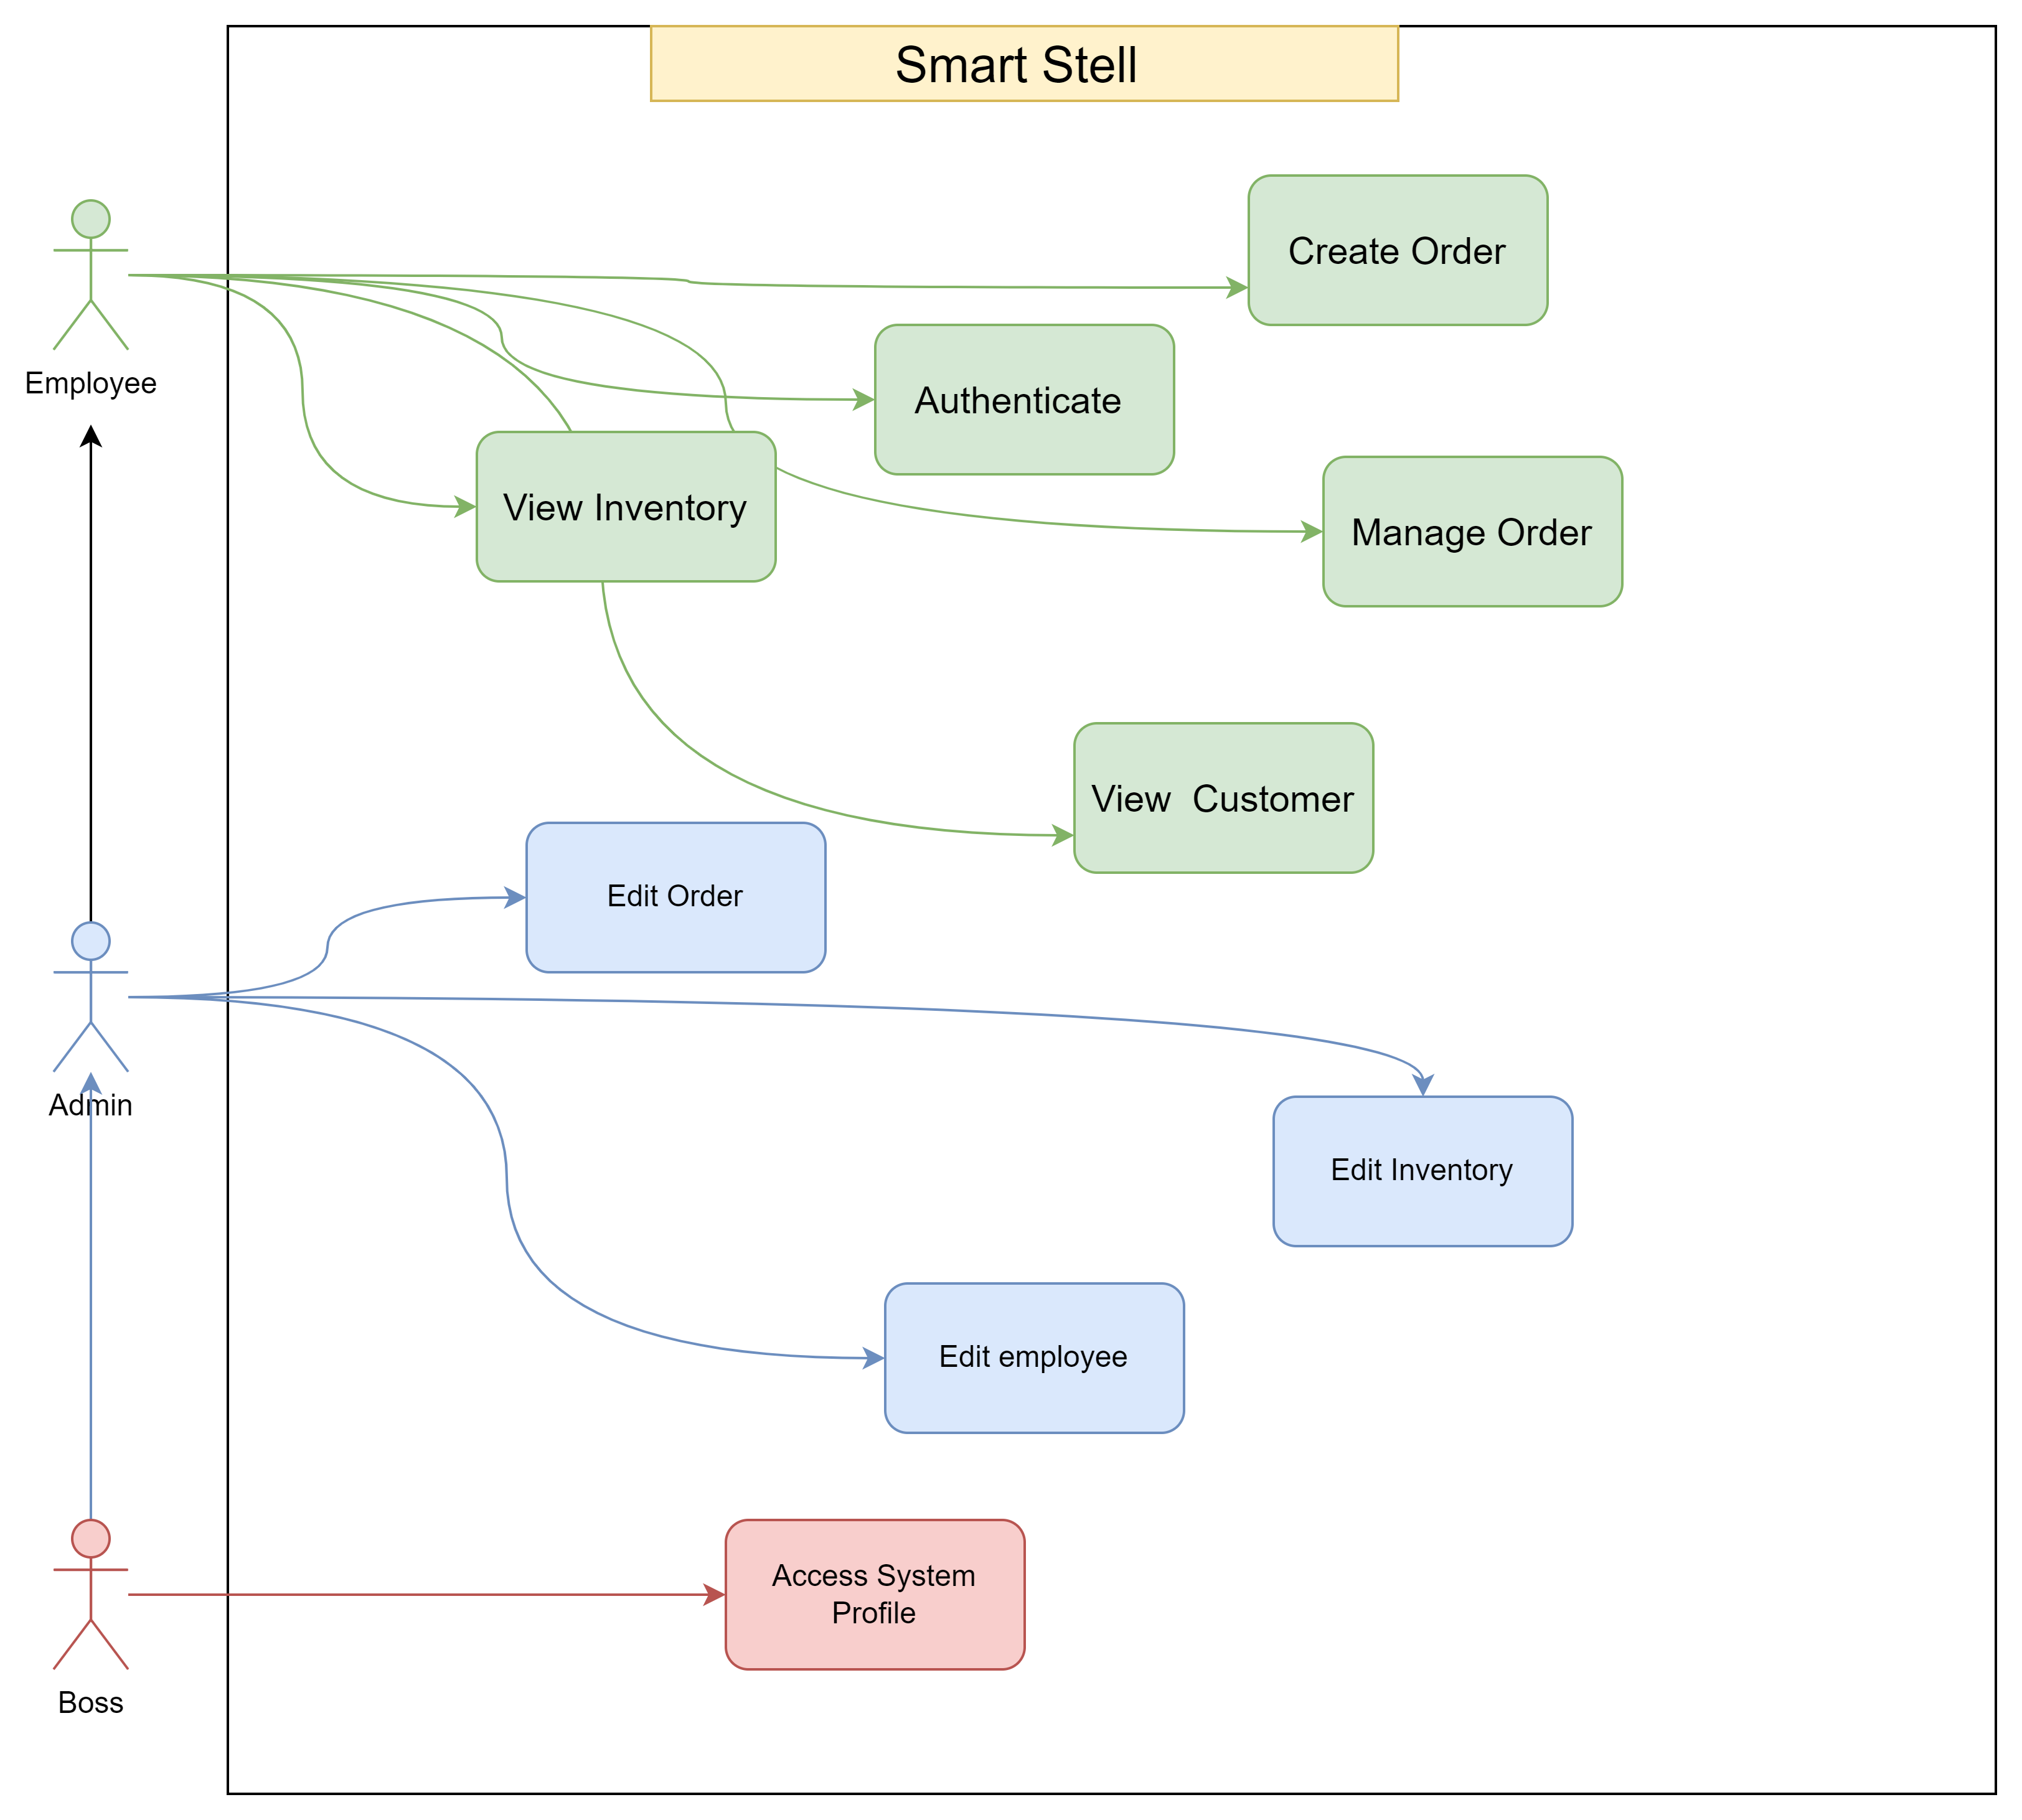 Smart Stell
Create Order
Employee
Authenticate
View Inventory
Manage Order
View  Customer
Edit Order
Admin
Edit Inventory
Edit employee
Access System
Profile
Boss